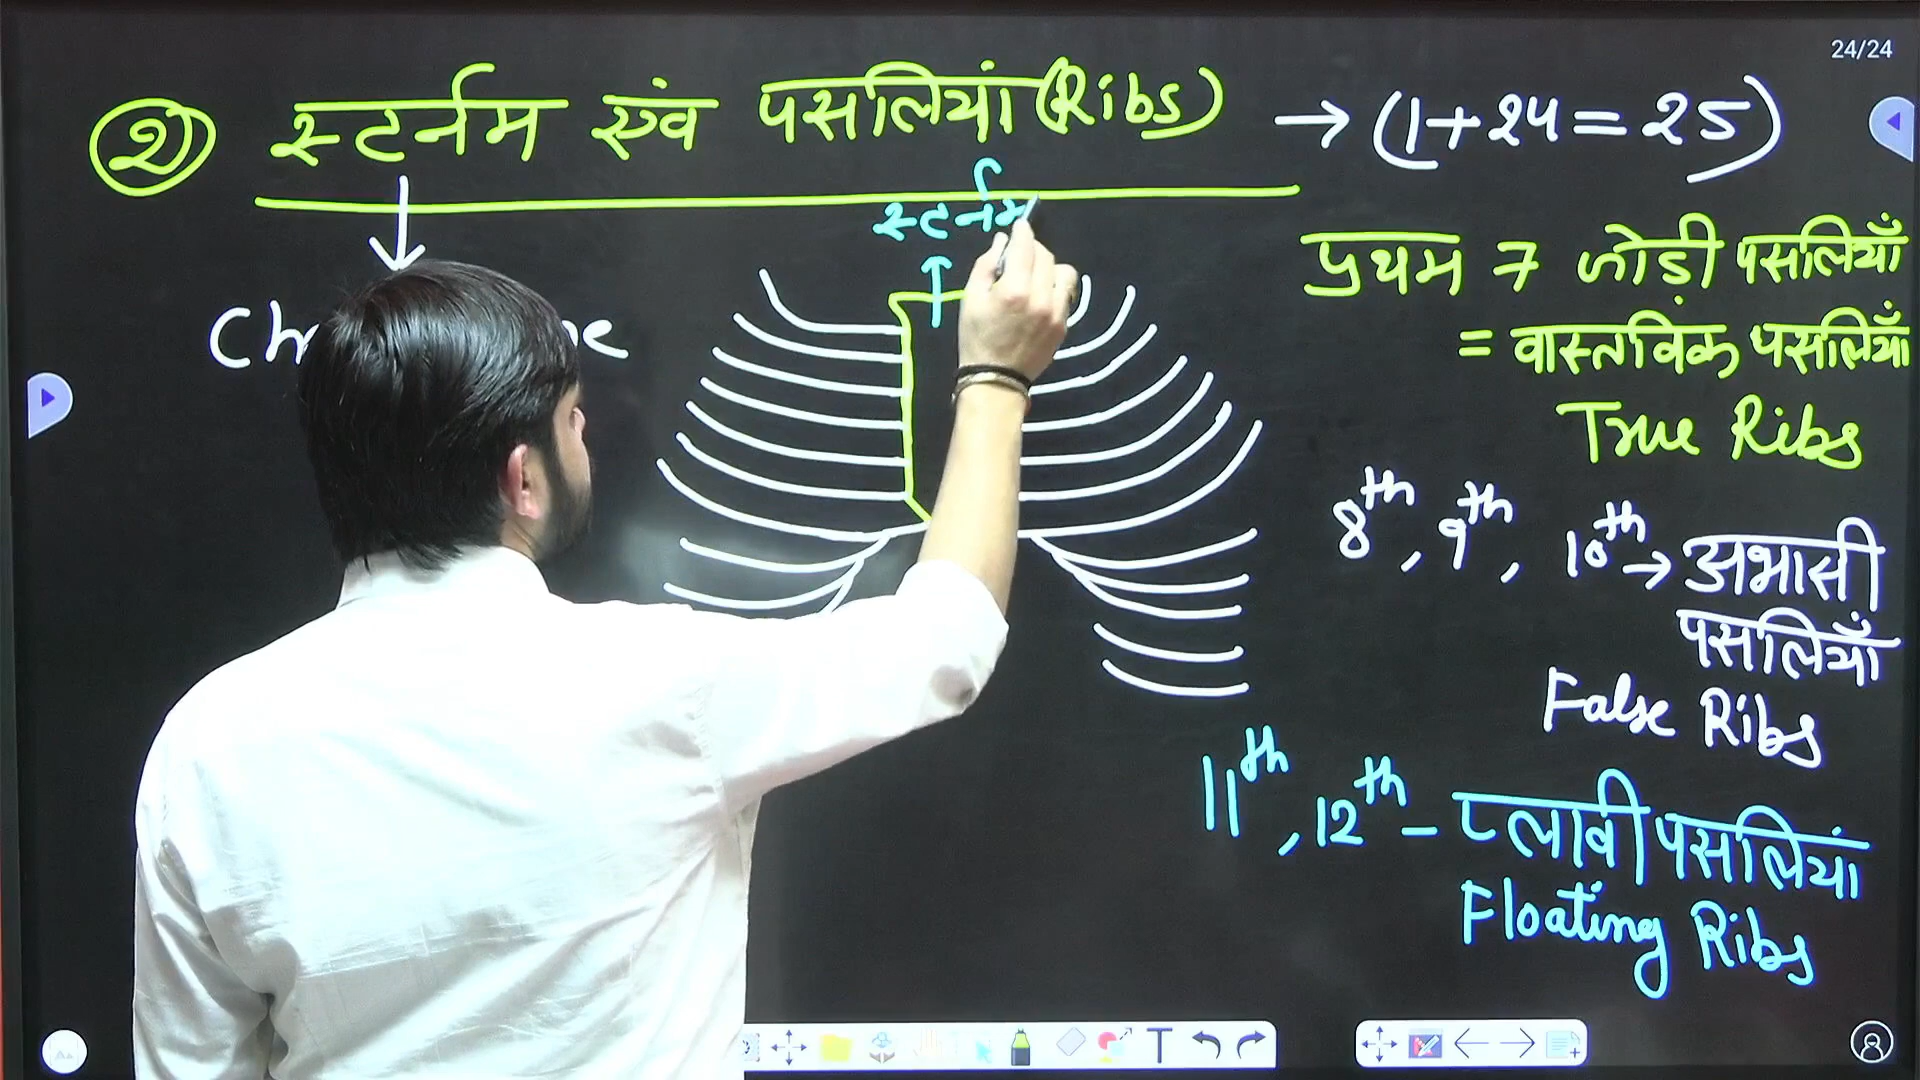 24/24
२) स्टर्नम एवं पसलियां (Ribs) → (1+24=25)
स्टर्नम
प्रथम 7 जोडी पसलियाँ
= वास्तविक पसलियाँ
True Ribs
8th, 9th, 10th → अभासी
पसलियाँ
False Ribs
11th, 12th - प्लावी पसलियां
Floating Ribs